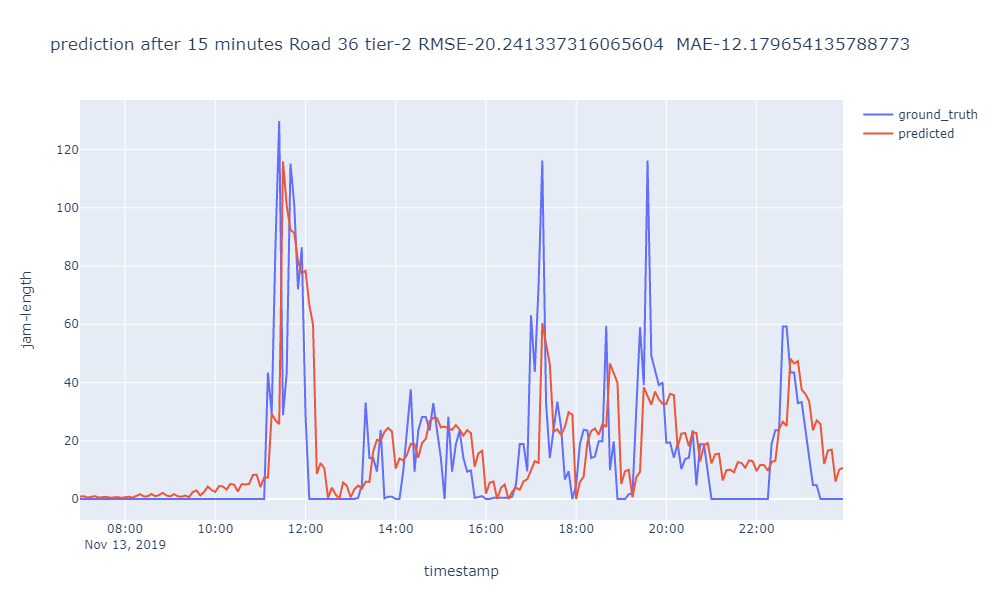 prediction after 15 minutes Road 36 tier-2 RMSE-20.241337316065604  MAE-12.179654135788773
ground_truth
predicted
120
100
80
60
40
20
0
jam-length
08:00 10:00 12:00 14:00 16:00 18:00 20:00 22:00
Nov 13, 2019
timestamp